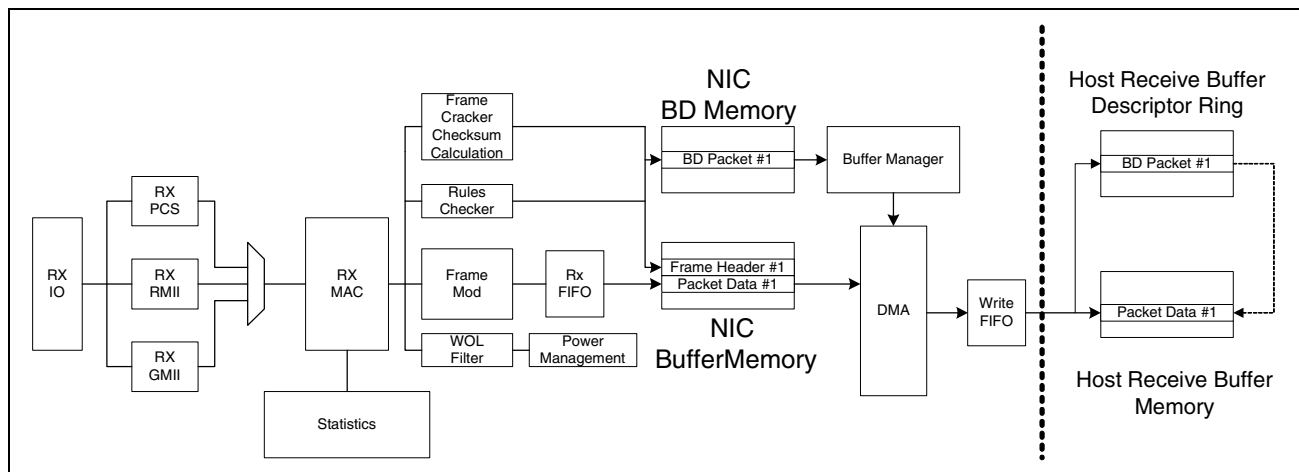 RX
IO
RX
PCS
RX
RMII
RX
GMII
RX
MAC
Statistics
Frame
Cracker
Checksum
Calculation
Rules
Checker
Frame
Mod
Rx
FIFO
WOL
Filter
Power
Management
NIC
BD Memory
BD Packet #1
Buffer Manager
Frame Header #1
Packet Data #1
NIC
BufferMemory
DMA
Write
FIFO
Host Receive Buffer
Descriptor Ring
BD Packet #1
Packet Data #1
Host Receive Buffer
Memory